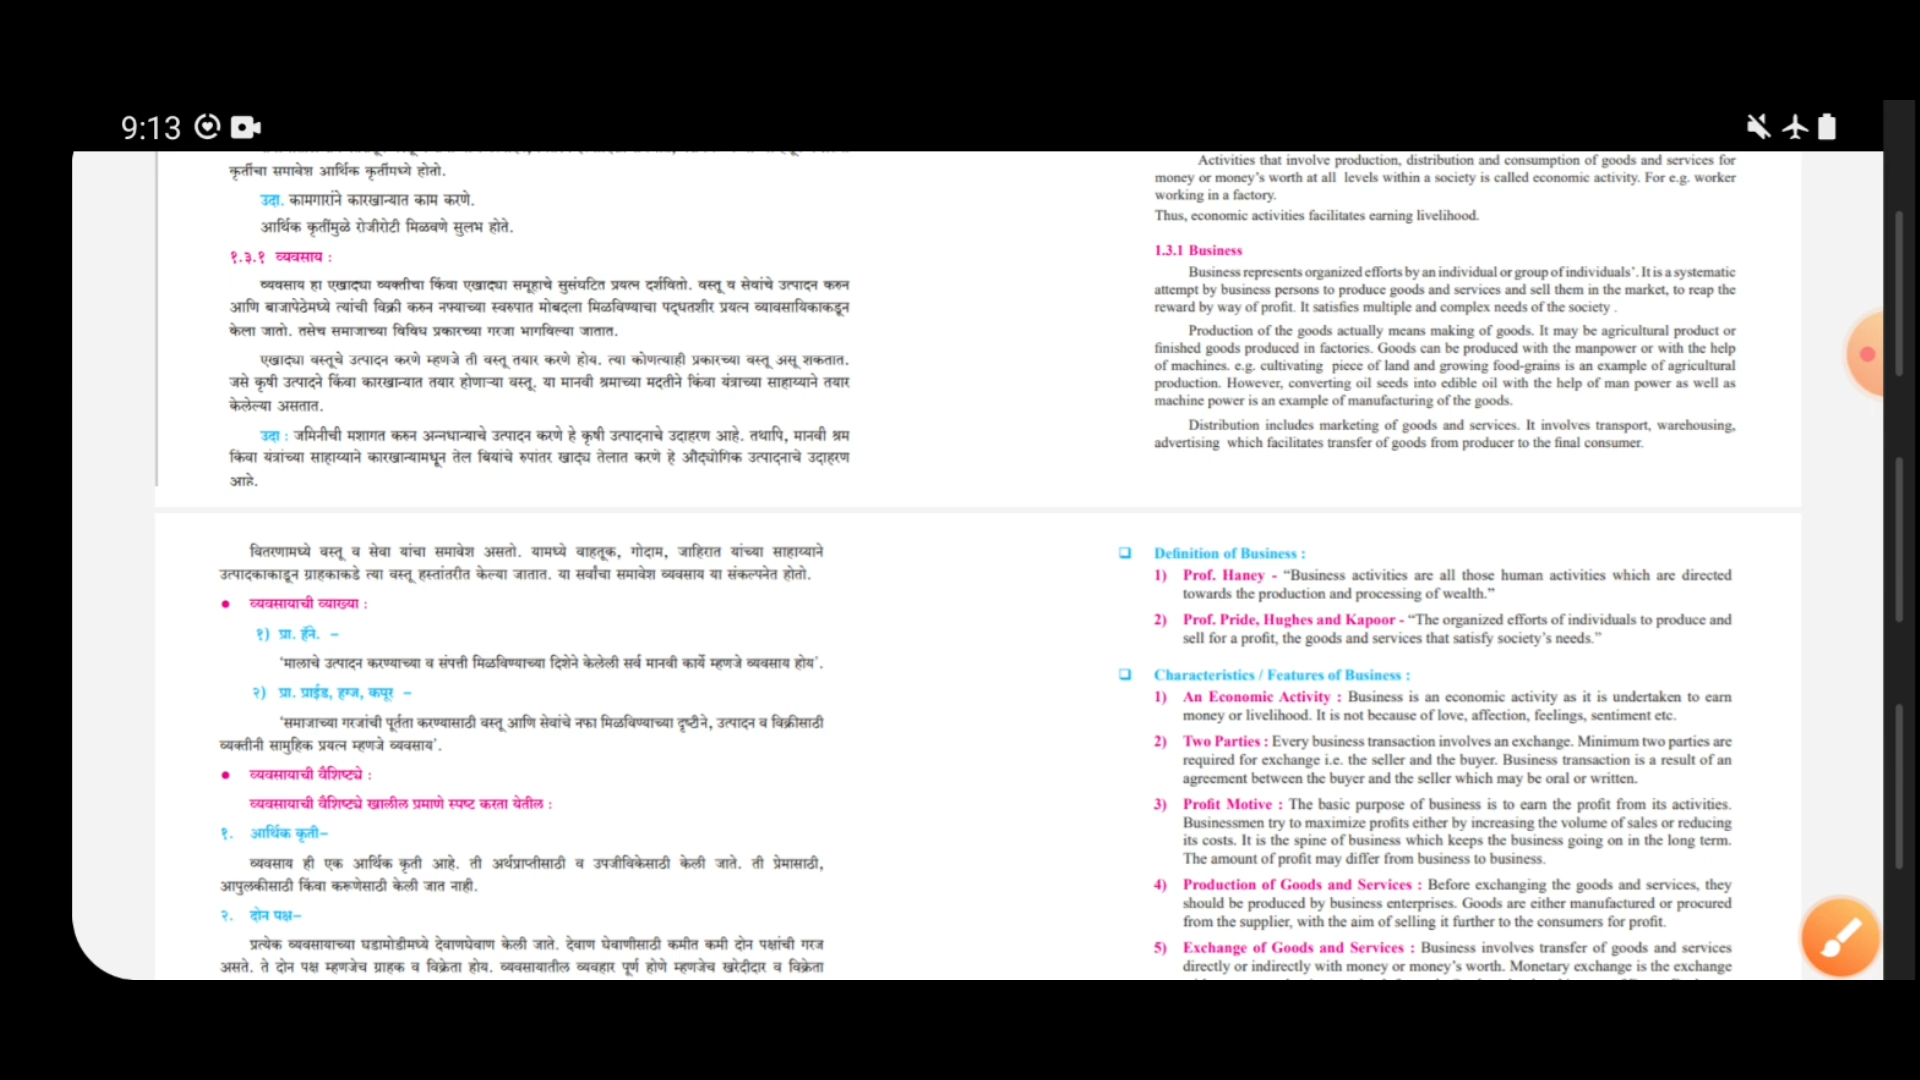 9:13
कृतींचा समावेश आर्थिक कृतींमध्ये होतो.
उदा. कामगारांने कारखान्यात काम करणे.
आर्थिक कृतींमुळे रोजीरोटी मिळवणे सुलभ होते.
१.३.१ व्यवसाय :
व्यवसाय हा एखाद्या व्यक्तीचा किंवा एखाद्या समूहाचे सुसंघटित प्रयत्न दर्शवितो. वस्तू व सेवांचे उत्पादन करुन
आणि बाजापेठेमध्ये त्यांची विक्री करुन नफ्याच्या स्वरुपात मोबदला मिळविण्याचा पद्धतशीर प्रयत्न व्यावसायिकाकडून
केला जातो. तसेच समाजाच्या विविध प्रकारच्या गरजा भागविल्या जातात.
एखाद्या वस्तूचे उत्पादन करणे म्हणजे ती वस्तू तयार करणे होय. त्या कोणत्याही प्रकारच्या वस्तू असू शकतात.
जसे कृषी उत्पादने किंवा कारखान्यात तयार होणाऱ्या वस्तू. या मानवी श्रमाच्या मदतीने किंवा यंत्राच्या साहाय्याने तयार
केलेल्या असतात.
उदा : जमिनीची मशागत करुन अन्नधान्याचे उत्पादन करणे हे कृषी उत्पादनाचे उदाहरण आहे. तथापि, मानवी श्रम
किंवा यंत्रांच्या साहाय्याने कारखान्यामधून तेल बियांचे रुपांतर खाद्य तेलात करणे हे औद्योगिक उत्पादनाचे उदाहरण
आहे.
वितरणामध्ये वस्तू व सेवा यांचा समावेश असतो. यामध्ये वाहतूक, गोदाम, जाहिरात यांच्या साहाय्याने
उत्पादकाकाडून ग्राहकाकडे त्या वस्तू हस्तांतरीत केल्या जातात. या सर्वांचा समावेश व्यवसाय या संकल्पनेत होतो.
• व्यवसायाची व्याख्या :
१) प्रा. हॅने. –
‘मालाचे उत्पादन करण्याच्या व संपत्ती मिळविण्याच्या दिशेने केलेली सर्व मानवी कार्ये म्हणजे व्यवसाय होय’.
२) प्रा. प्राईड, हग्ज, कपूर –
‘समाजाच्या गरजांची पूर्तता करण्यासाठी वस्तू आणि सेवांचे नफा मिळविण्याच्या दृष्टीने, उत्पादन व विक्रीसाठी
व्यक्तीनी सामुहिक प्रयत्न म्हणजे व्यवसाय’.
• व्यवसायाची वैशिष्ट्ये :
व्यवसायाची वैशिष्ट्ये खालील प्रमाणे स्पष्ट करता येतील :
१. आर्थिक कृती–
व्यवसाय ही एक आर्थिक कृती आहे. ती अर्थप्राप्तीसाठी व उपजीविकेसाठी केली जाते. ती प्रेमासाठी,
आपुलकीसाठी किंवा करूणेसाठी केली जात नाही.
२. दोन पक्ष–
प्रत्येक व्यवसायाच्या घडामोडीमध्ये देवाणघेवाण केली जाते. देवाण घेवाणीसाठी कमीत कमी दोन पक्षांची गरज
असते. ते दोन पक्ष म्हणजेच ग्राहक व विक्रेता होय. व्यवसायातील व्यवहार पूर्ण होणे म्हणजेच खरेदीदार व विक्रेता
Activities that involve production, distribution and consumption of goods and services for
money or money’s worth at all levels within a society is called economic activity. For e.g. worker
working in a factory.
Thus, economic activities facilitates earning livelihood.
1.3.1 Business
Business represents organized efforts by an individual or group of individuals’. It is a systematic
attempt by business persons to produce goods and services and sell them in the market, to reap the
reward by way of profit. It satisfies multiple and complex needs of the society .
Production of the goods actually means making of goods. It may be agricultural product or
finished goods produced in factories. Goods can be produced with the manpower or with the help
of machines. e.g. cultivating piece of land and growing food-grains is an example of agricultural
production. However, converting oil seeds into edible oil with the help of man power as well as
machine power is an example of manufacturing of the goods.
Distribution includes marketing of goods and services. It involves transport, warehousing,
advertising which facilitates transfer of goods from producer to the final consumer.
❑ Definition of Business :
1) Prof. Haney - “Business activities are all those human activities which are directed
towards the production and processing of wealth.”
2) Prof. Pride, Hughes and Kapoor - “The organized efforts of individuals to produce and
sell for a profit, the goods and services that satisfy society’s needs.”
❑ Characteristics / Features of Business :
1) An Economic Activity : Business is an economic activity as it is undertaken to earn
money or livelihood. It is not because of love, affection, feelings, sentiment etc.
2) Two Parties : Every business transaction involves an exchange. Minimum two parties are
required for exchange i.e. the seller and the buyer. Business transaction is a result of an
agreement between the buyer and the seller which may be oral or written.
3) Profit Motive : The basic purpose of business is to earn the profit from its activities.
Businessmen try to maximize profits either by increasing the volume of sales or reducing
its costs. It is the spine of business which keeps the business going on in the long term.
The amount of profit may differ from business to business.
4) Production of Goods and Services : Before exchanging the goods and services, they
should be produced by business enterprises. Goods are either manufactured or procured
from the supplier, with the aim of selling it further to the consumers for profit.
5) Exchange of Goods and Services : Business involves transfer of goods and services
directly or indirectly with money or money’s worth. Monetary exchange is the exchange